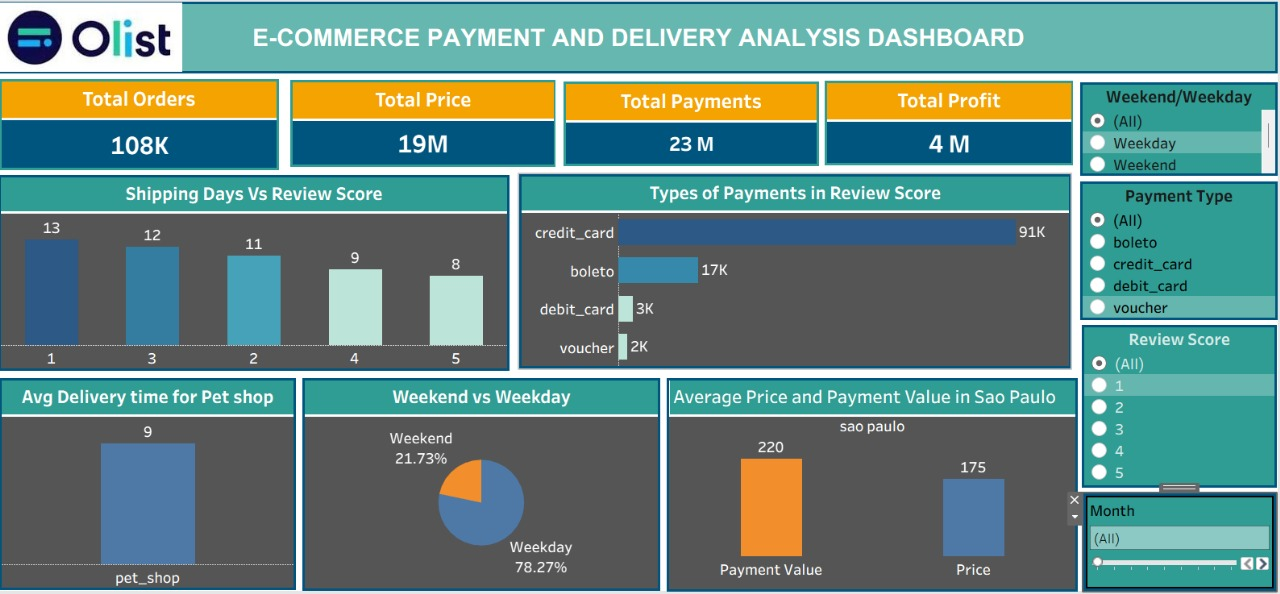 Olist
E-COMMERCE PAYMENT AND DELIVERY ANALYSIS DASHBOARD
Total Orders
108K
Total Price
19M
Total Payments
23 M
Total Profit
4 M
Weekend/Weekday
(All)
Weekday
Weekend
Shipping Days Vs Review Score
13
12
11
9
8
1
3
2
4
5
Types of Payments in Review Score
credit_card 91K
boleto 17K
debit_card 3K
voucher 2K
Payment Type
(All)
boleto
credit_card
debit_card
voucher
Review Score
(All)
1
2
3
4
5
Avg Delivery time for Pet shop
9
pet_shop
Weekend vs Weekday
Weekend
21.73%
Weekday
78.27%
Average Price and Payment Value in Sao Paulo
sao paulo
220
175
Payment Value
Price
Month
(All)